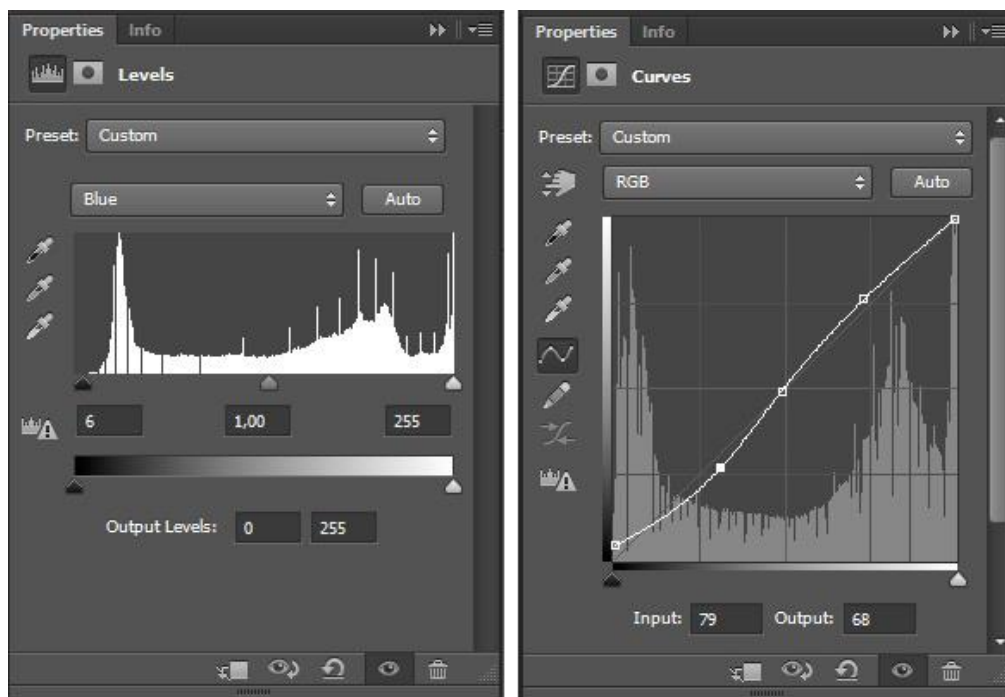 Properties Info
Levels
Preset: Custom
Blue Auto
6 1,00 255
Output Levels: 0 255
Properties Info
Curves
Preset: Custom
RGB Auto
Input: 79 Output: 68